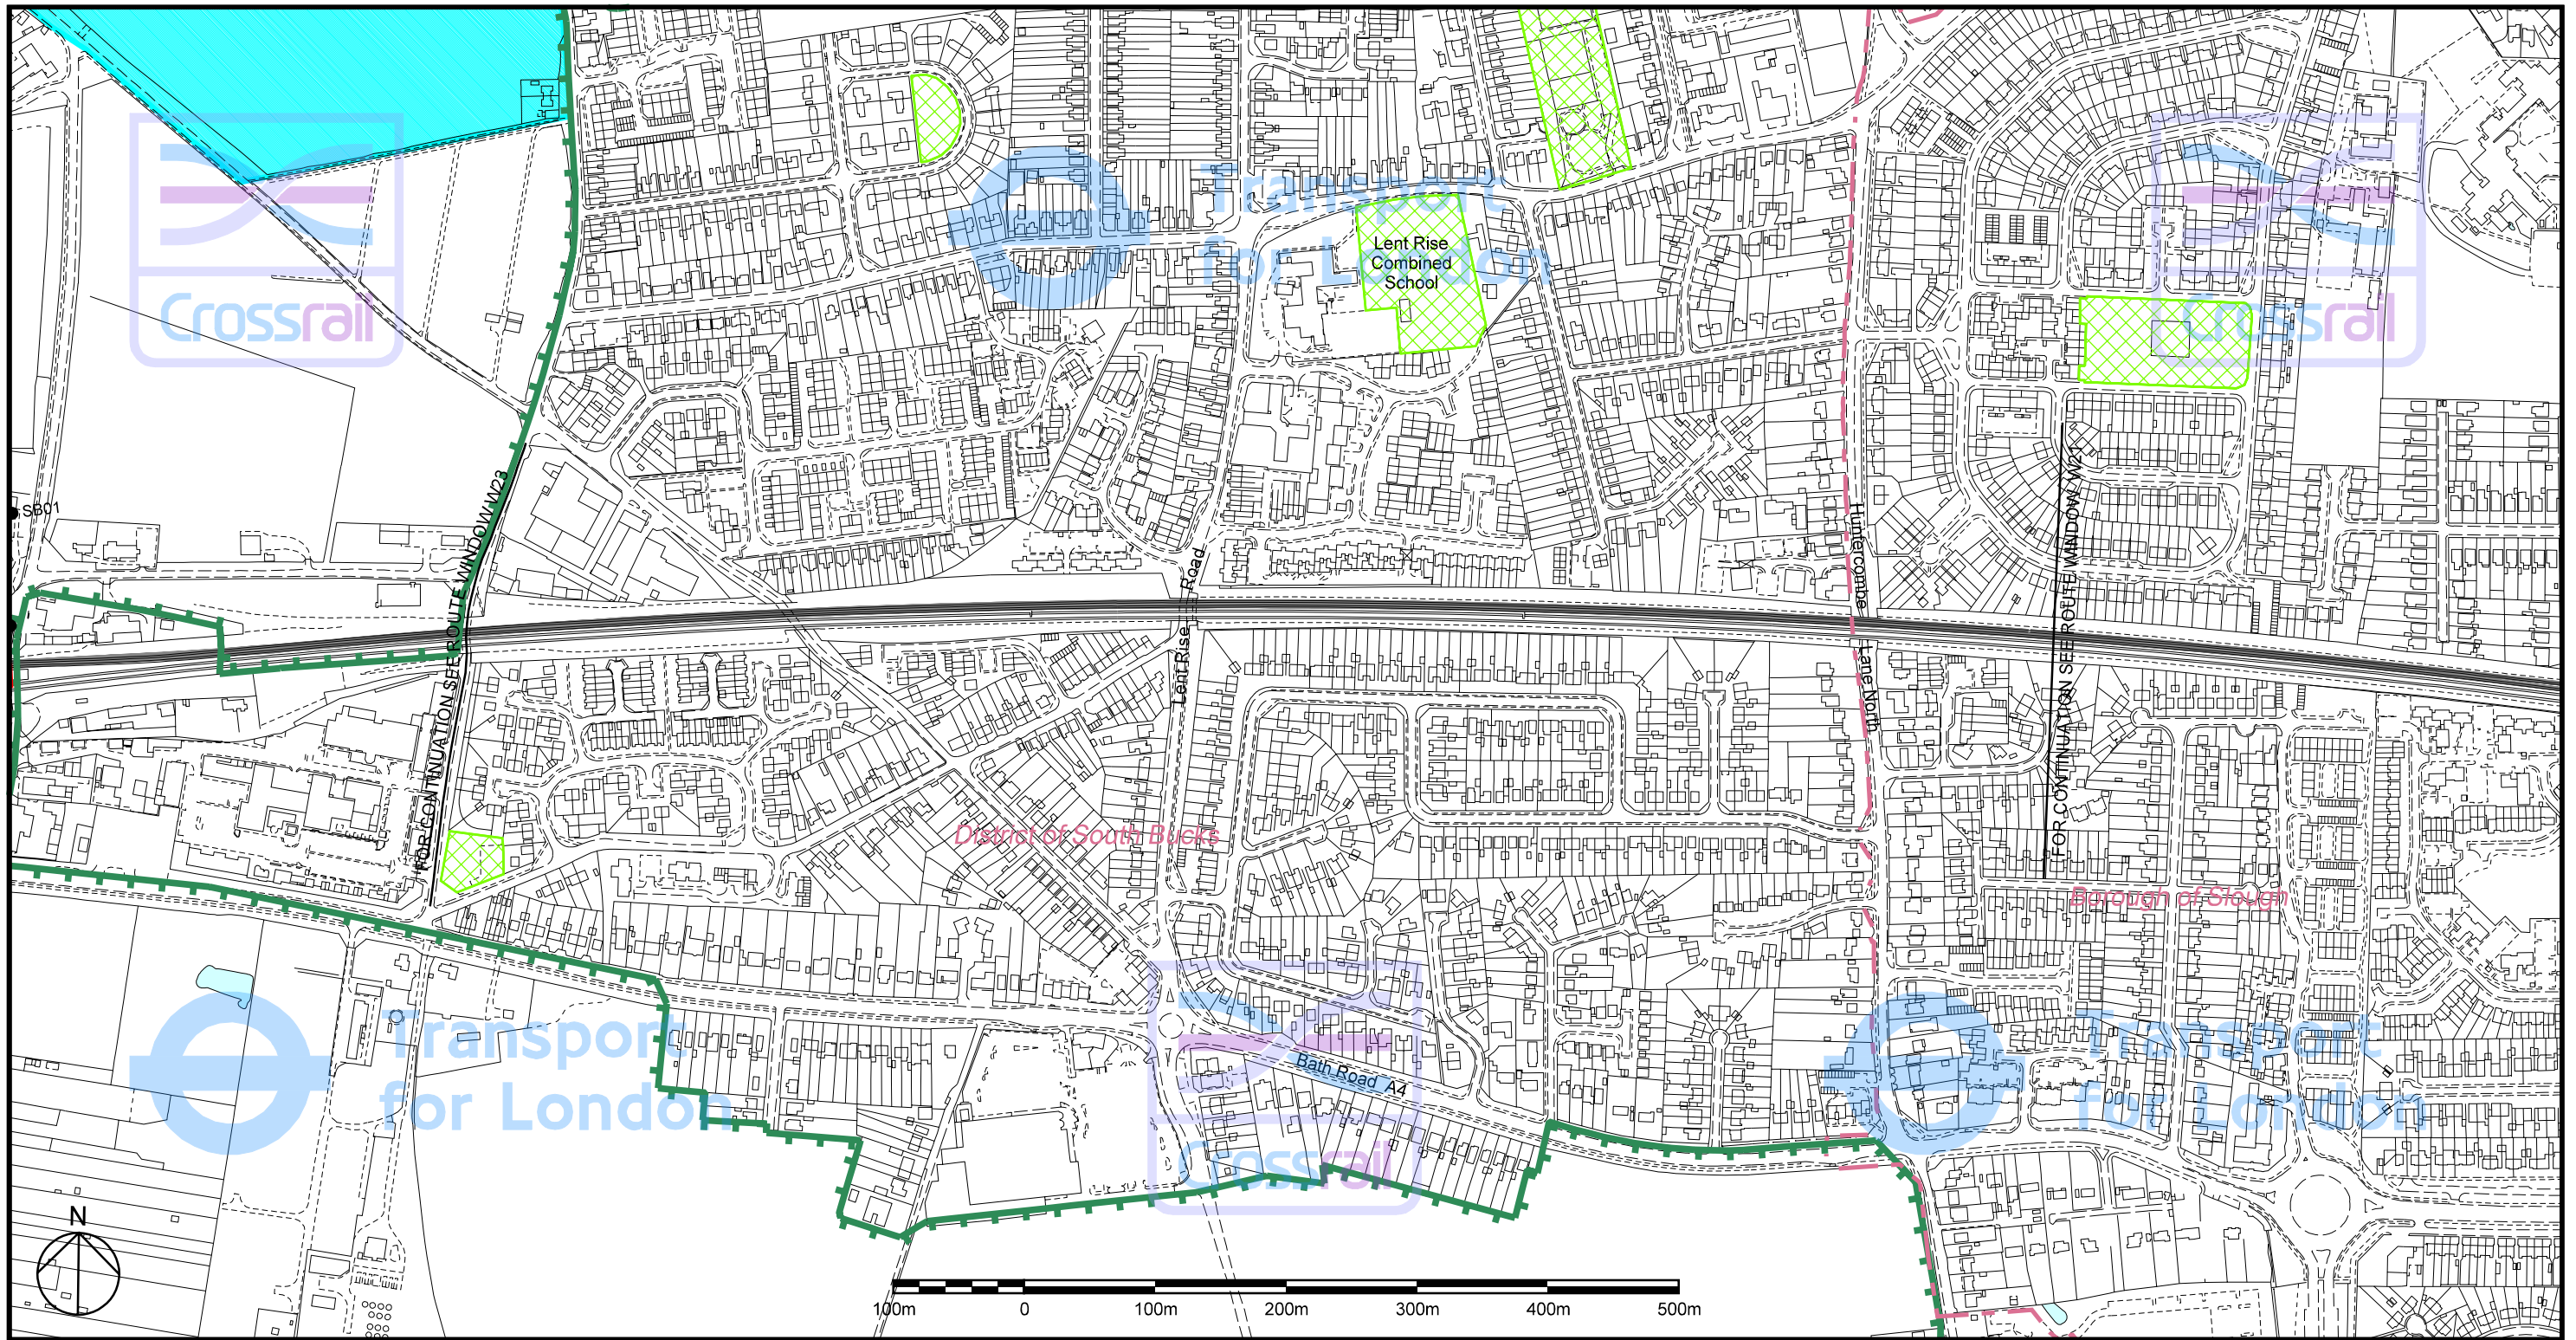 Transport
for London
Crossrail
Crossrail
Lent Rise
Combined
School
SB01
FOR CONTINUATION SEE ROUTE WINDOW W23
Lent Rise Road
Huntercombe Lane North
FOR CONTINUATION SEE ROUTE WINDOW W21
District of South Bucks
Borough of Slough
Transport
for London
Bath Road A4
Crossrail
Transport
for London
N
100m 0 100m 200m 300m 400m 500m